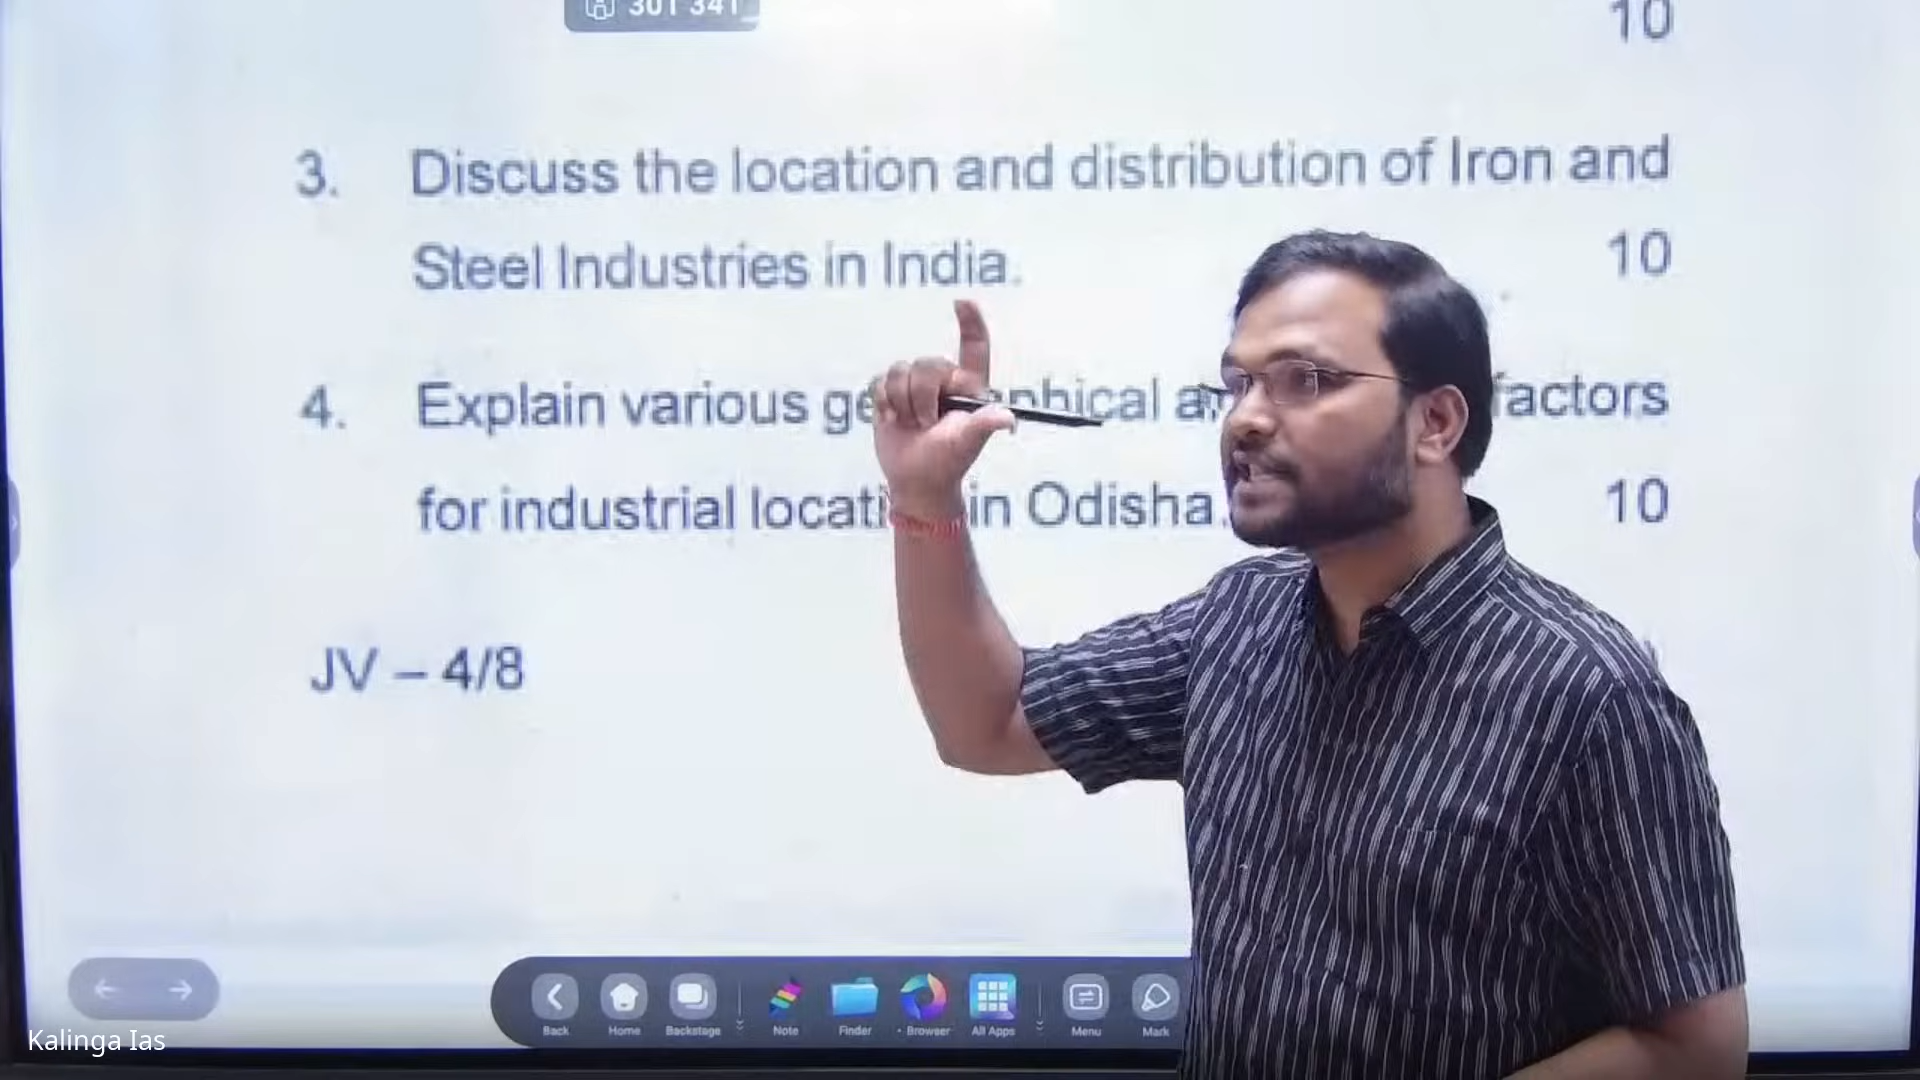 301 341
10
3. Discuss the location and distribution of Iron and
Steel Industries in India. 10
4. Explain various factors
for industrial in Odisha. 10
JV – 4/8
Back Home Backstage Note Finder Browser All Apps Menu Mark
Kalinga Ias